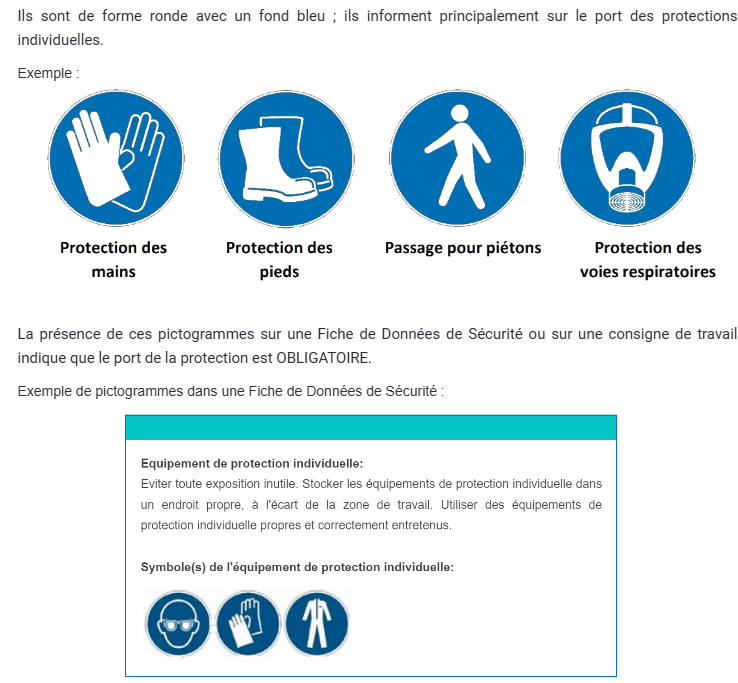 Ils sont de forme ronde avec un fond bleu ; ils informent principalement sur le port des protections
individuelles.
Exemple :
Protection des
mains
Protection des
pieds
Passage pour piétons
Protection des
voies respiratoires
La présence de ces pictogrammes sur une Fiche de Données de Sécurité ou sur une consigne de travail
indique que le port de la protection est OBLIGATOIRE.
Exemple de pictogrammes dans une Fiche de Données de Sécurité :
Equipement de protection individuelle:
Eviter toute exposition inutile. Stocker les équipements de protection individuelle dans
un endroit propre, à l'écart de la zone de travail. Utiliser des équipements de
protection individuelle propres et correctement entretenus.
Symbole(s) de l'équipement de protection individuelle: